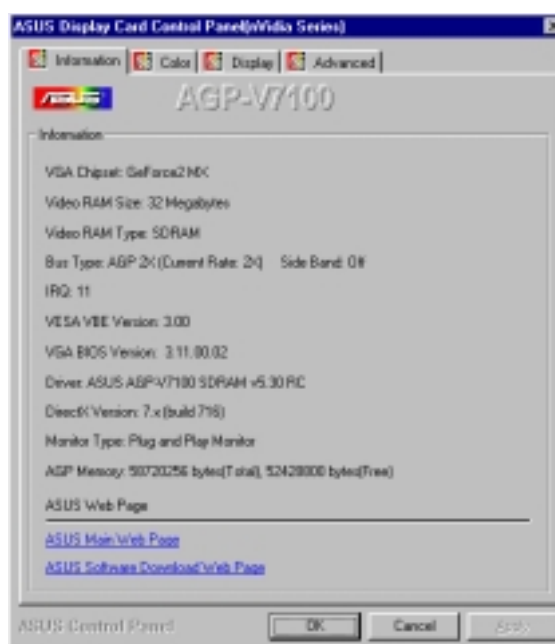 ASUS Display Card Control Panel(nVidia Series)
Information Color Display Advanced
ASUS AGP-V7100
Information
VGA Chipset: GeForce2 MX
Video RAM Size: 32 Megabytes
Video RAM Type: SDRAM
Bus Type: AGP 2X (Current Rate: 2X) Side Band: Off
IRQ: 11
VESA VBE Version: 3.00
VGA BIOS Version: 3.11.00.02
Driver: ASUS AGP-V7100 SDRAM v5.30 RC
DirectX Version: 7.x (build 716)
Monitor Type: Plug and Play Monitor
AGP Memory: bytes(Total), 52428800 bytes(Free)
ASUS Web Page
ASUS Main Web Page
ASUS Software Download Web Page
ASUS Control Panel OK Cancel Apply